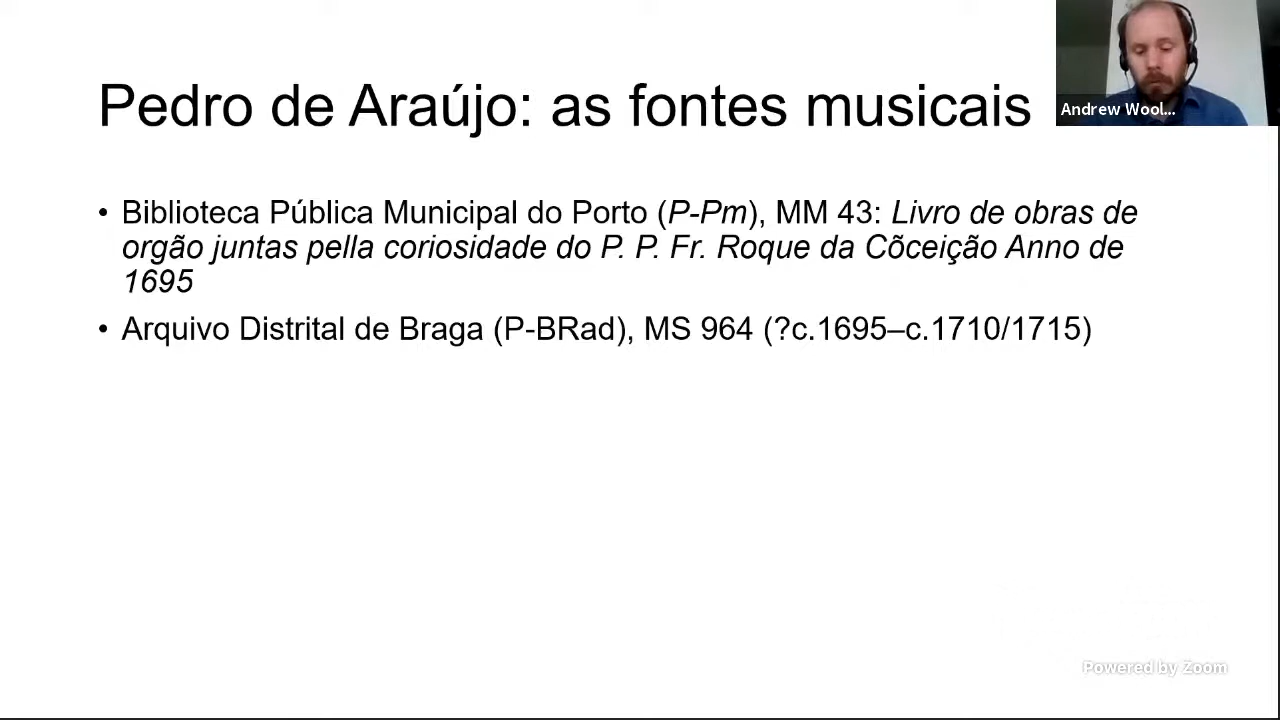 Pedro de Araújo: as fontes musicais
Andrew Wool...
• Biblioteca Pública Municipal do Porto (P-Pm), MM 43: Livro de obras de
orgão juntas pella coriosidade do P. P. Fr. Roque da Cõceição Anno de
1695
• Arquivo Distrital de Braga (P-BRad), MS 964 (?c.1695–c.1710/1715)
Powered by Zoom